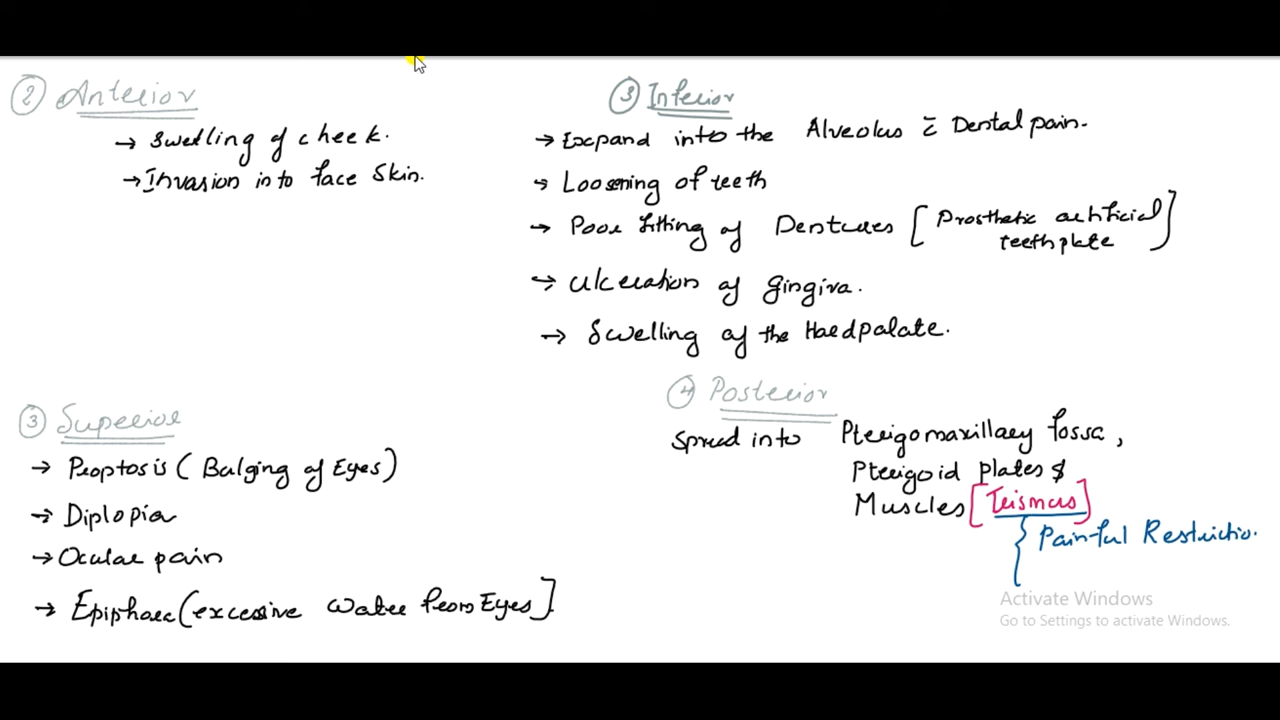 ② Anterior
→ Swelling of cheek.
→ Invasion into face Skin.
③ Inferior
→ Expand into the Alveolus c̄ Dental pain.
→ Loosening of teeth
→ Poor fitting of Dentures [Prosthetic artificial
teeth plate]
→ Ulceration of gingiva.
→ Swelling of the Hardpalate.
③ Superior
→ Proptosis (Bulging of Eyes)
→ Diplopia
→ Ocular pain
→ Epiphora (excessive water from Eyes]
④ Posterior
Spread into Pterigomaxillary fossa,
Pterigoid plates &
Muscles [Trismus]
{ Painful Restrictio.
Activate Windows
Go to Settings to activate Windows.